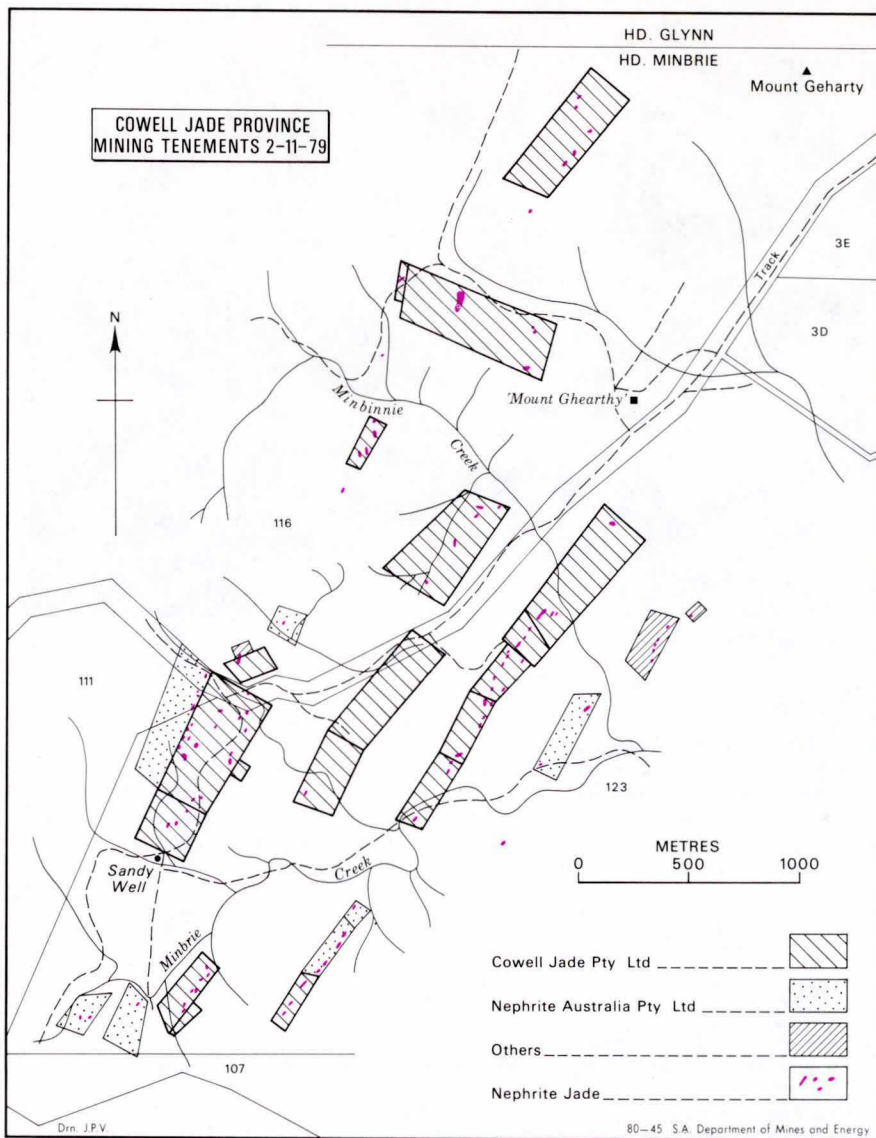 HD. GLYNN
HD. MINBRIE
Mount Geharty
COWELL JADE PROVINCE
MINING TENEMENTS 2-11-79
Track
3E
3D
N
'Mount Ghearthy'
Minbinnie
Creek
116
111
123
Sandy
Well
Creek
Minbrie
107
METRES
0 500 1000
Cowell Jade Pty Ltd
Nephrite Australia Pty Ltd
Others
Nephrite Jade
Drn. J.P.V.
80-45 S.A. Department of Mines and Energy